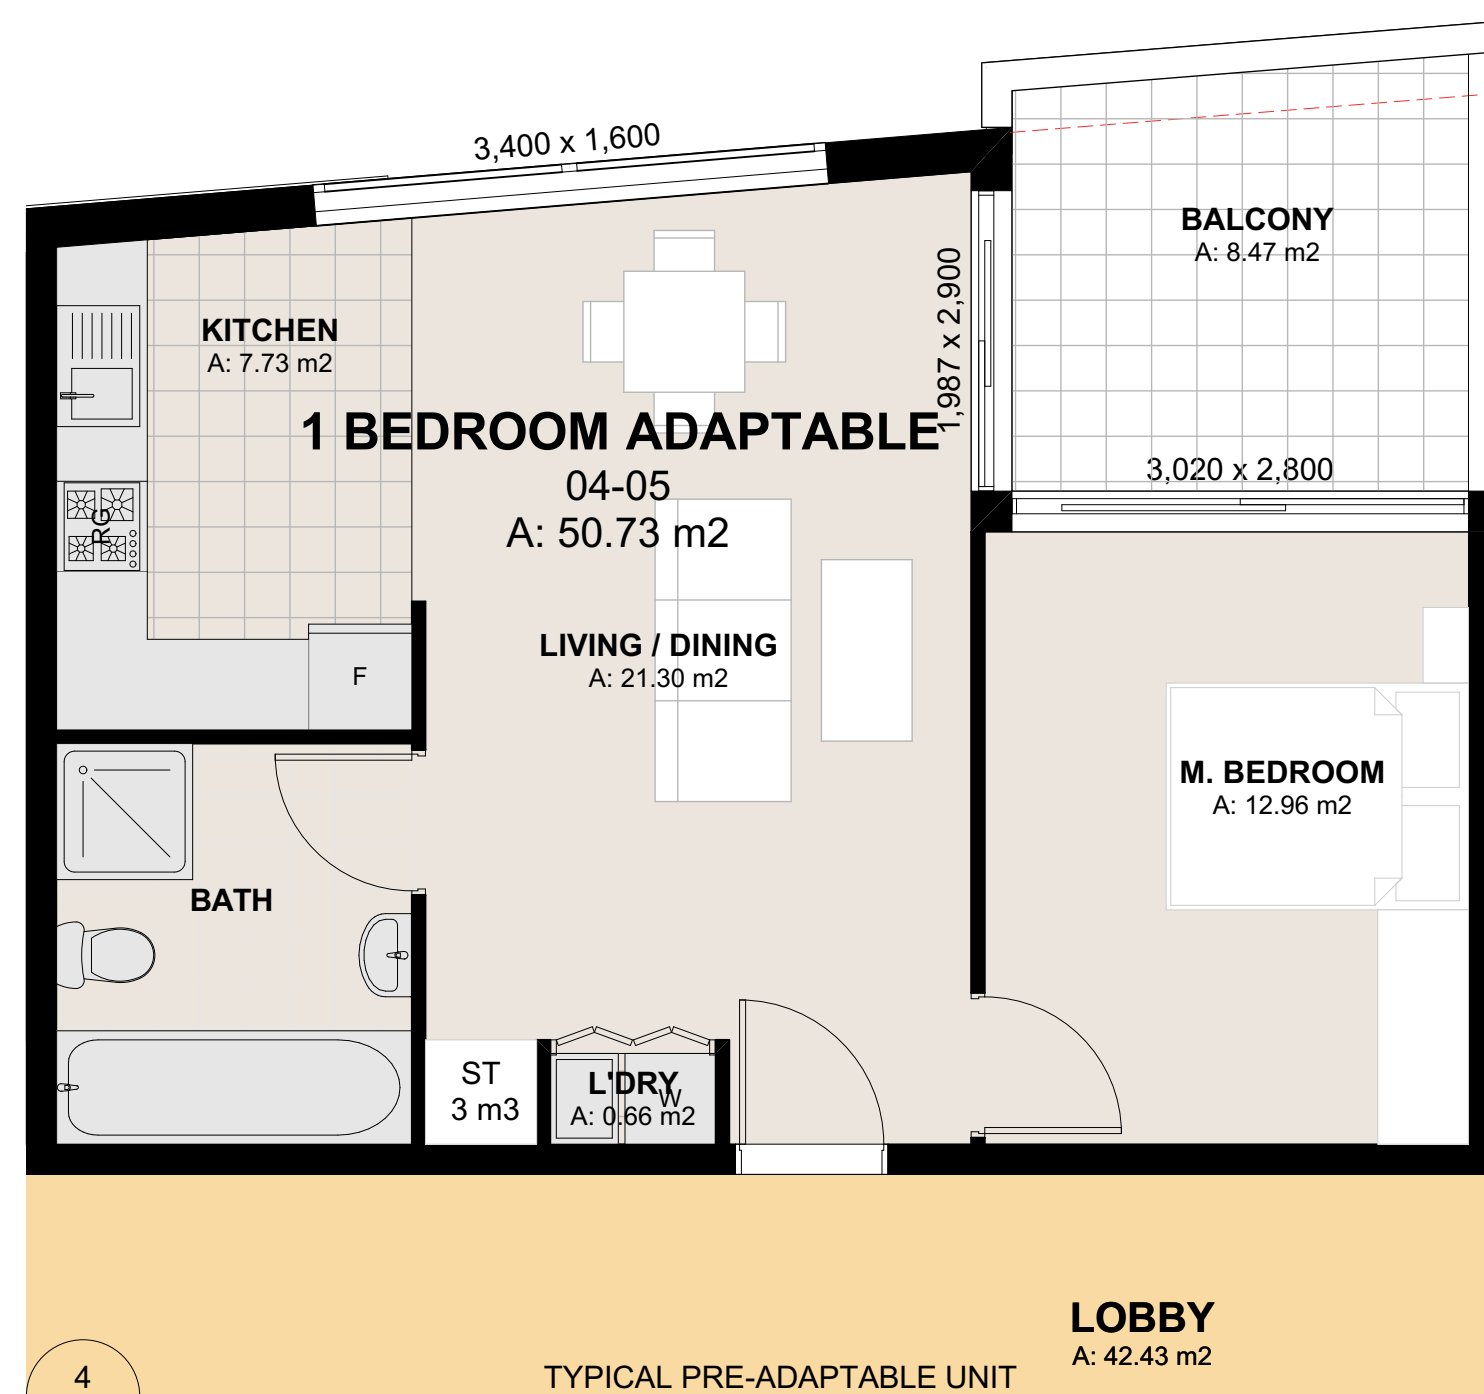 3,400 x 1,600
BALCONY
A: 8.47 m2
1,987 x 2,900
KITCHEN
A: 7.73 m2
1 BEDROOM ADAPTABLE
04-05
A: 50.73 m2
3,020 x 2,800
RG
LIVING / DINING
A: 21.30 m2
F
M. BEDROOM
A: 12.96 m2
BATH
ST
3 m3
L'DRY
W
A: 0.66 m2
LOBBY
A: 42.43 m2
4
TYPICAL PRE-ADAPTABLE UNIT